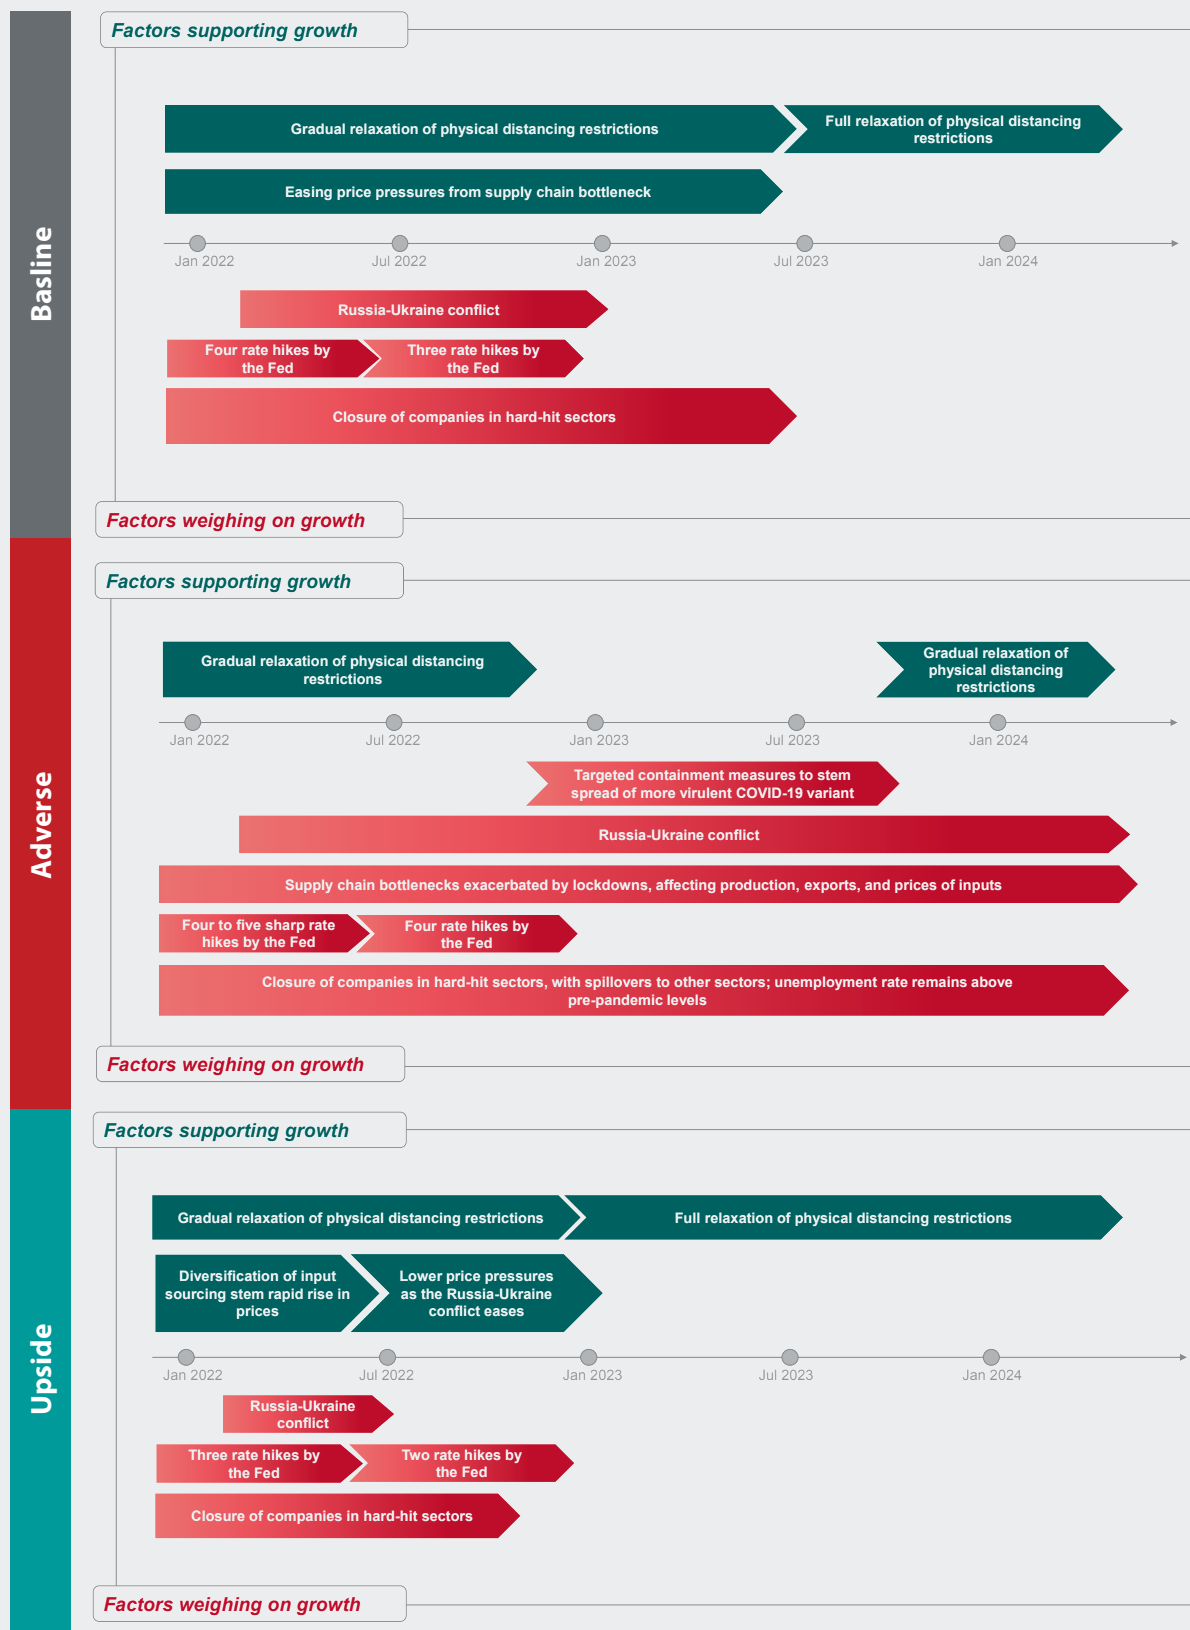 Basline
Factors supporting growth
Gradual relaxation of physical distancing restrictions
Full relaxation of physical distancing
restrictions
Easing price pressures from supply chain bottleneck
Jan 2022
Jul 2022
Jan 2023
Jul 2023
Jan 2024
Russia-Ukraine conflict
Four rate hikes by
the Fed
Three rate hikes by
the Fed
Closure of companies in hard-hit sectors
Factors weighing on growth
Adverse
Factors supporting growth
Gradual relaxation of physical distancing
restrictions
Gradual relaxation of
physical distancing
restrictions
Jan 2022
Jul 2022
Jan 2023
Jul 2023
Jan 2024
Targeted containment measures to stem
spread of more virulent COVID-19 variant
Russia-Ukraine conflict
Supply chain bottlenecks exacerbated by lockdowns, affecting production, exports, and prices of inputs
Four to five sharp rate
hikes by the Fed
Four rate hikes by
the Fed
Closure of companies in hard-hit sectors, with spillovers to other sectors; unemployment rate remains above
pre-pandemic levels
Factors weighing on growth
Upside
Factors supporting growth
Gradual relaxation of physical distancing restrictions
Full relaxation of physical distancing restrictions
Diversification of input
sourcing stem rapid rise in
prices
Lower price pressures
as the Russia-Ukraine
conflict eases
Jan 2022
Jul 2022
Jan 2023
Jul 2023
Jan 2024
Russia-Ukraine
conflict
Three rate hikes by
the Fed
Two rate hikes by
the Fed
Closure of companies in hard-hit sectors
Factors weighing on growth